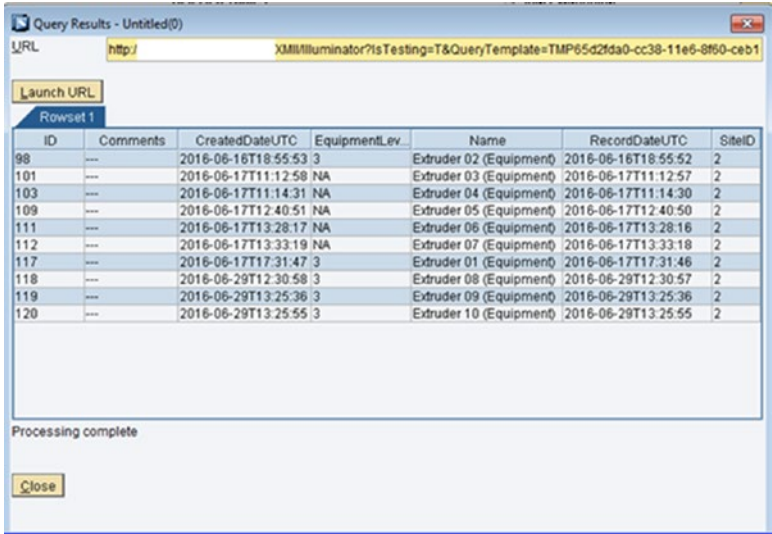 Query Results - Untitled(0)
URL http: XMII/Illuminator?IsTesting=T&QueryTemplate=TMP65d2fda0-cc38-11e6-8f60-ceb1
Launch URL
Rowset 1
ID Comments CreatedDateUTC EquipmentLev... Name RecordDateUTC SiteID
98 --- 2016-06-16T18:55:53 3 Extruder 02 (Equipment) 2016-06-16T18:55:52 2
101 --- 2016-06-17T11:12:58 NA Extruder 03 (Equipment) 2016-06-17T11:12:57 2
103 --- 2016-06-17T11:14:31 NA Extruder 04 (Equipment) 2016-06-17T11:14:30 2
109 --- 2016-06-17T12:40:51 NA Extruder 05 (Equipment) 2016-06-17T12:40:50 2
111 --- 2016-06-17T13:28:17 NA Extruder 06 (Equipment) 2016-06-17T13:28:16 2
112 --- 2016-06-17T13:33:19 NA Extruder 07 (Equipment) 2016-06-17T13:33:18 2
117 --- 2016-06-17T17:31:47 3 Extruder 01 (Equipment) 2016-06-17T17:31:46 2
118 --- 2016-06-29T12:30:58 3 Extruder 08 (Equipment) 2016-06-29T12:30:57 2
119 --- 2016-06-29T13:25:36 3 Extruder 09 (Equipment) 2016-06-29T13:25:36 2
120 --- 2016-06-29T13:25:55 3 Extruder 10 (Equipment) 2016-06-29T13:25:55 2
Processing complete
Close